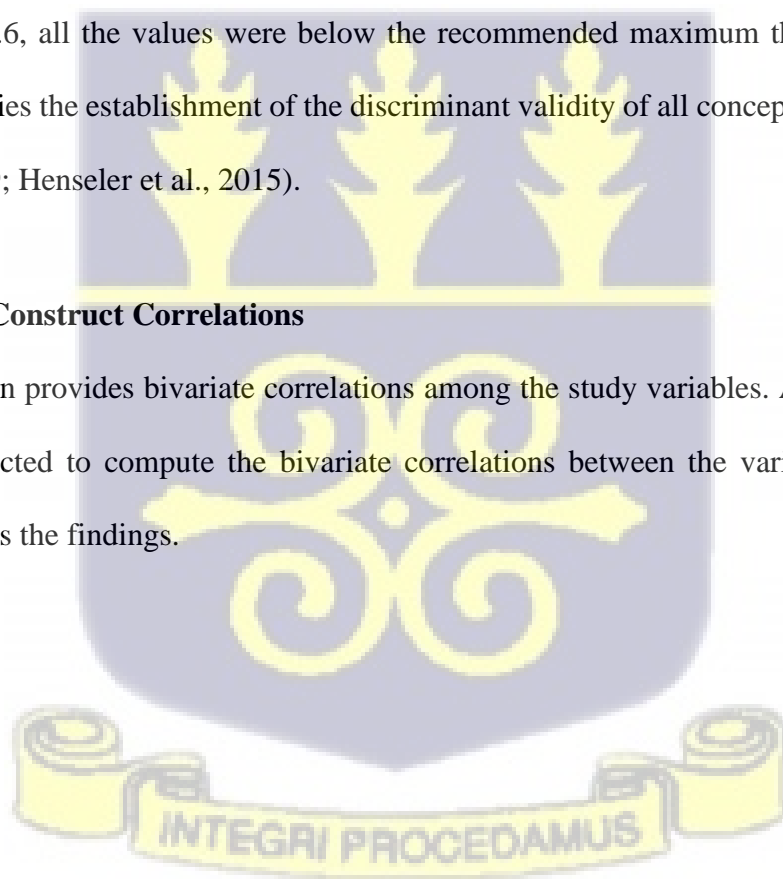 .6, all the values were below the recommended maximum th
ies the establishment of the discriminant validity of all concep
; Henseler et al., 2015).
Construct Correlations
n provides bivariate correlations among the study variables. A
cted to compute the bivariate correlations between the vari
s the findings.
INTEGRI PROCEDAMUS